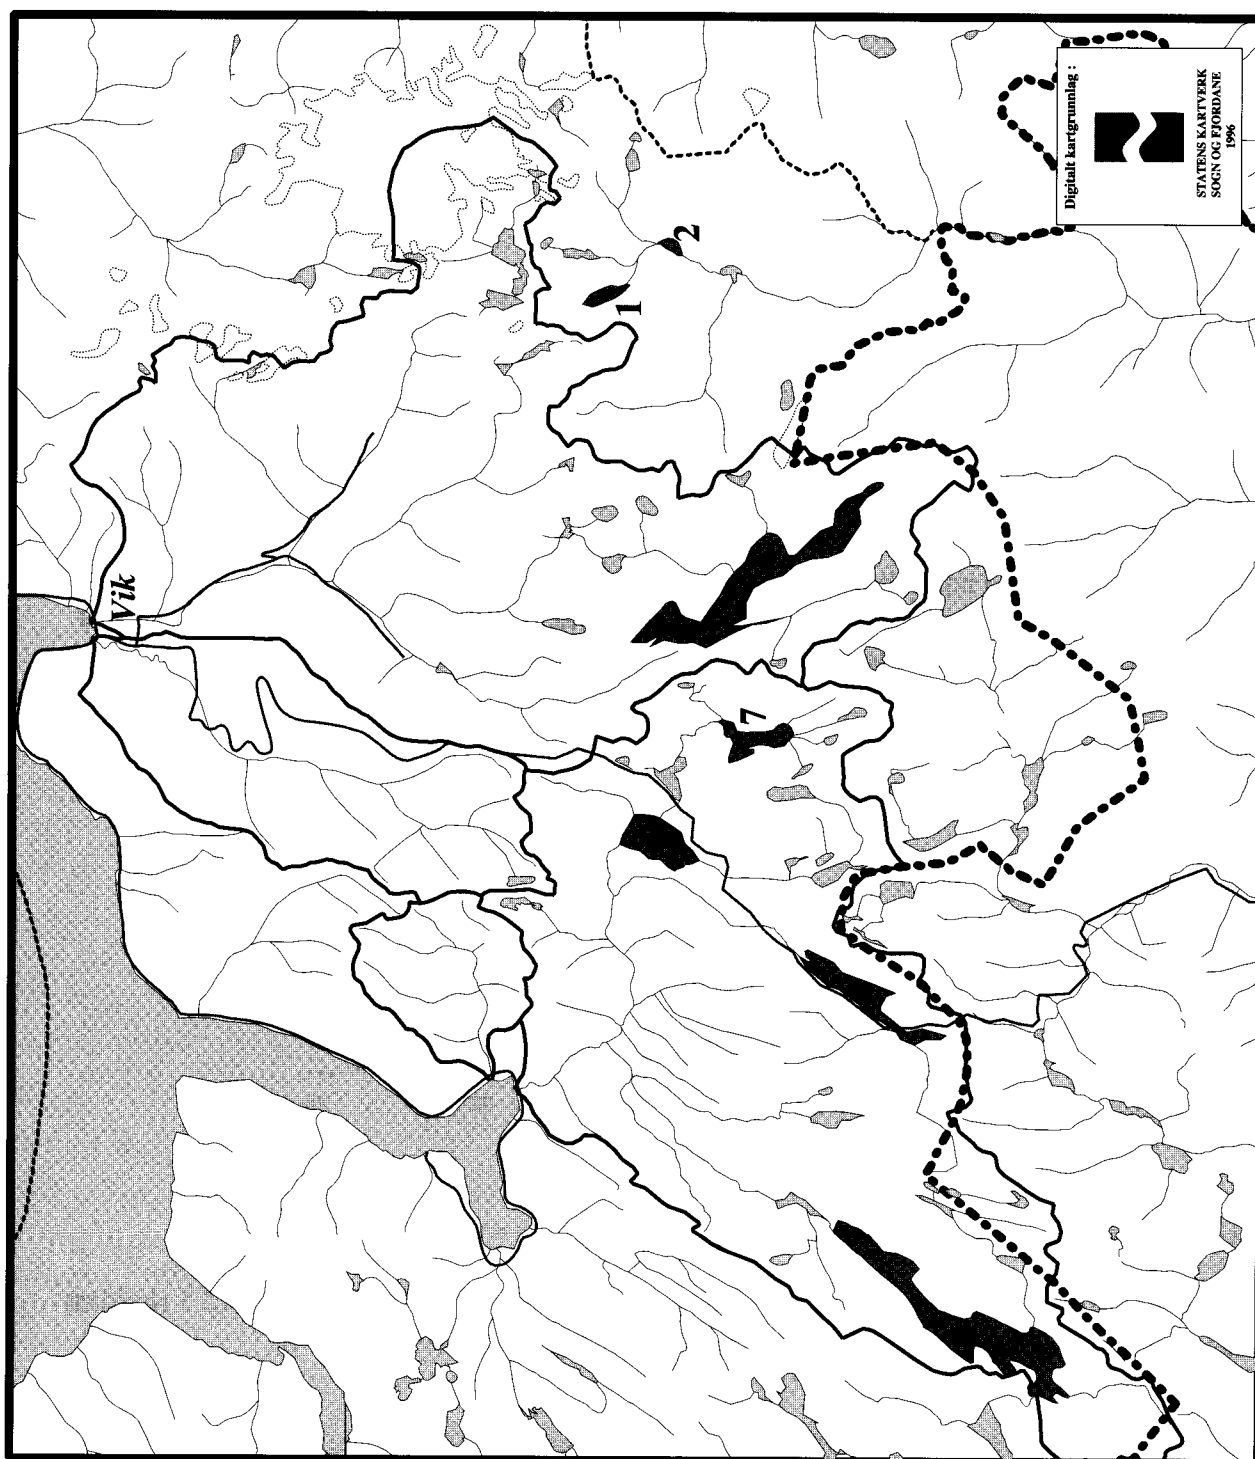 Digitalt kartgrunnlag :
STATENS KARTVERK
SOGN OG FJORDANE
1996
Vik
1
2
7